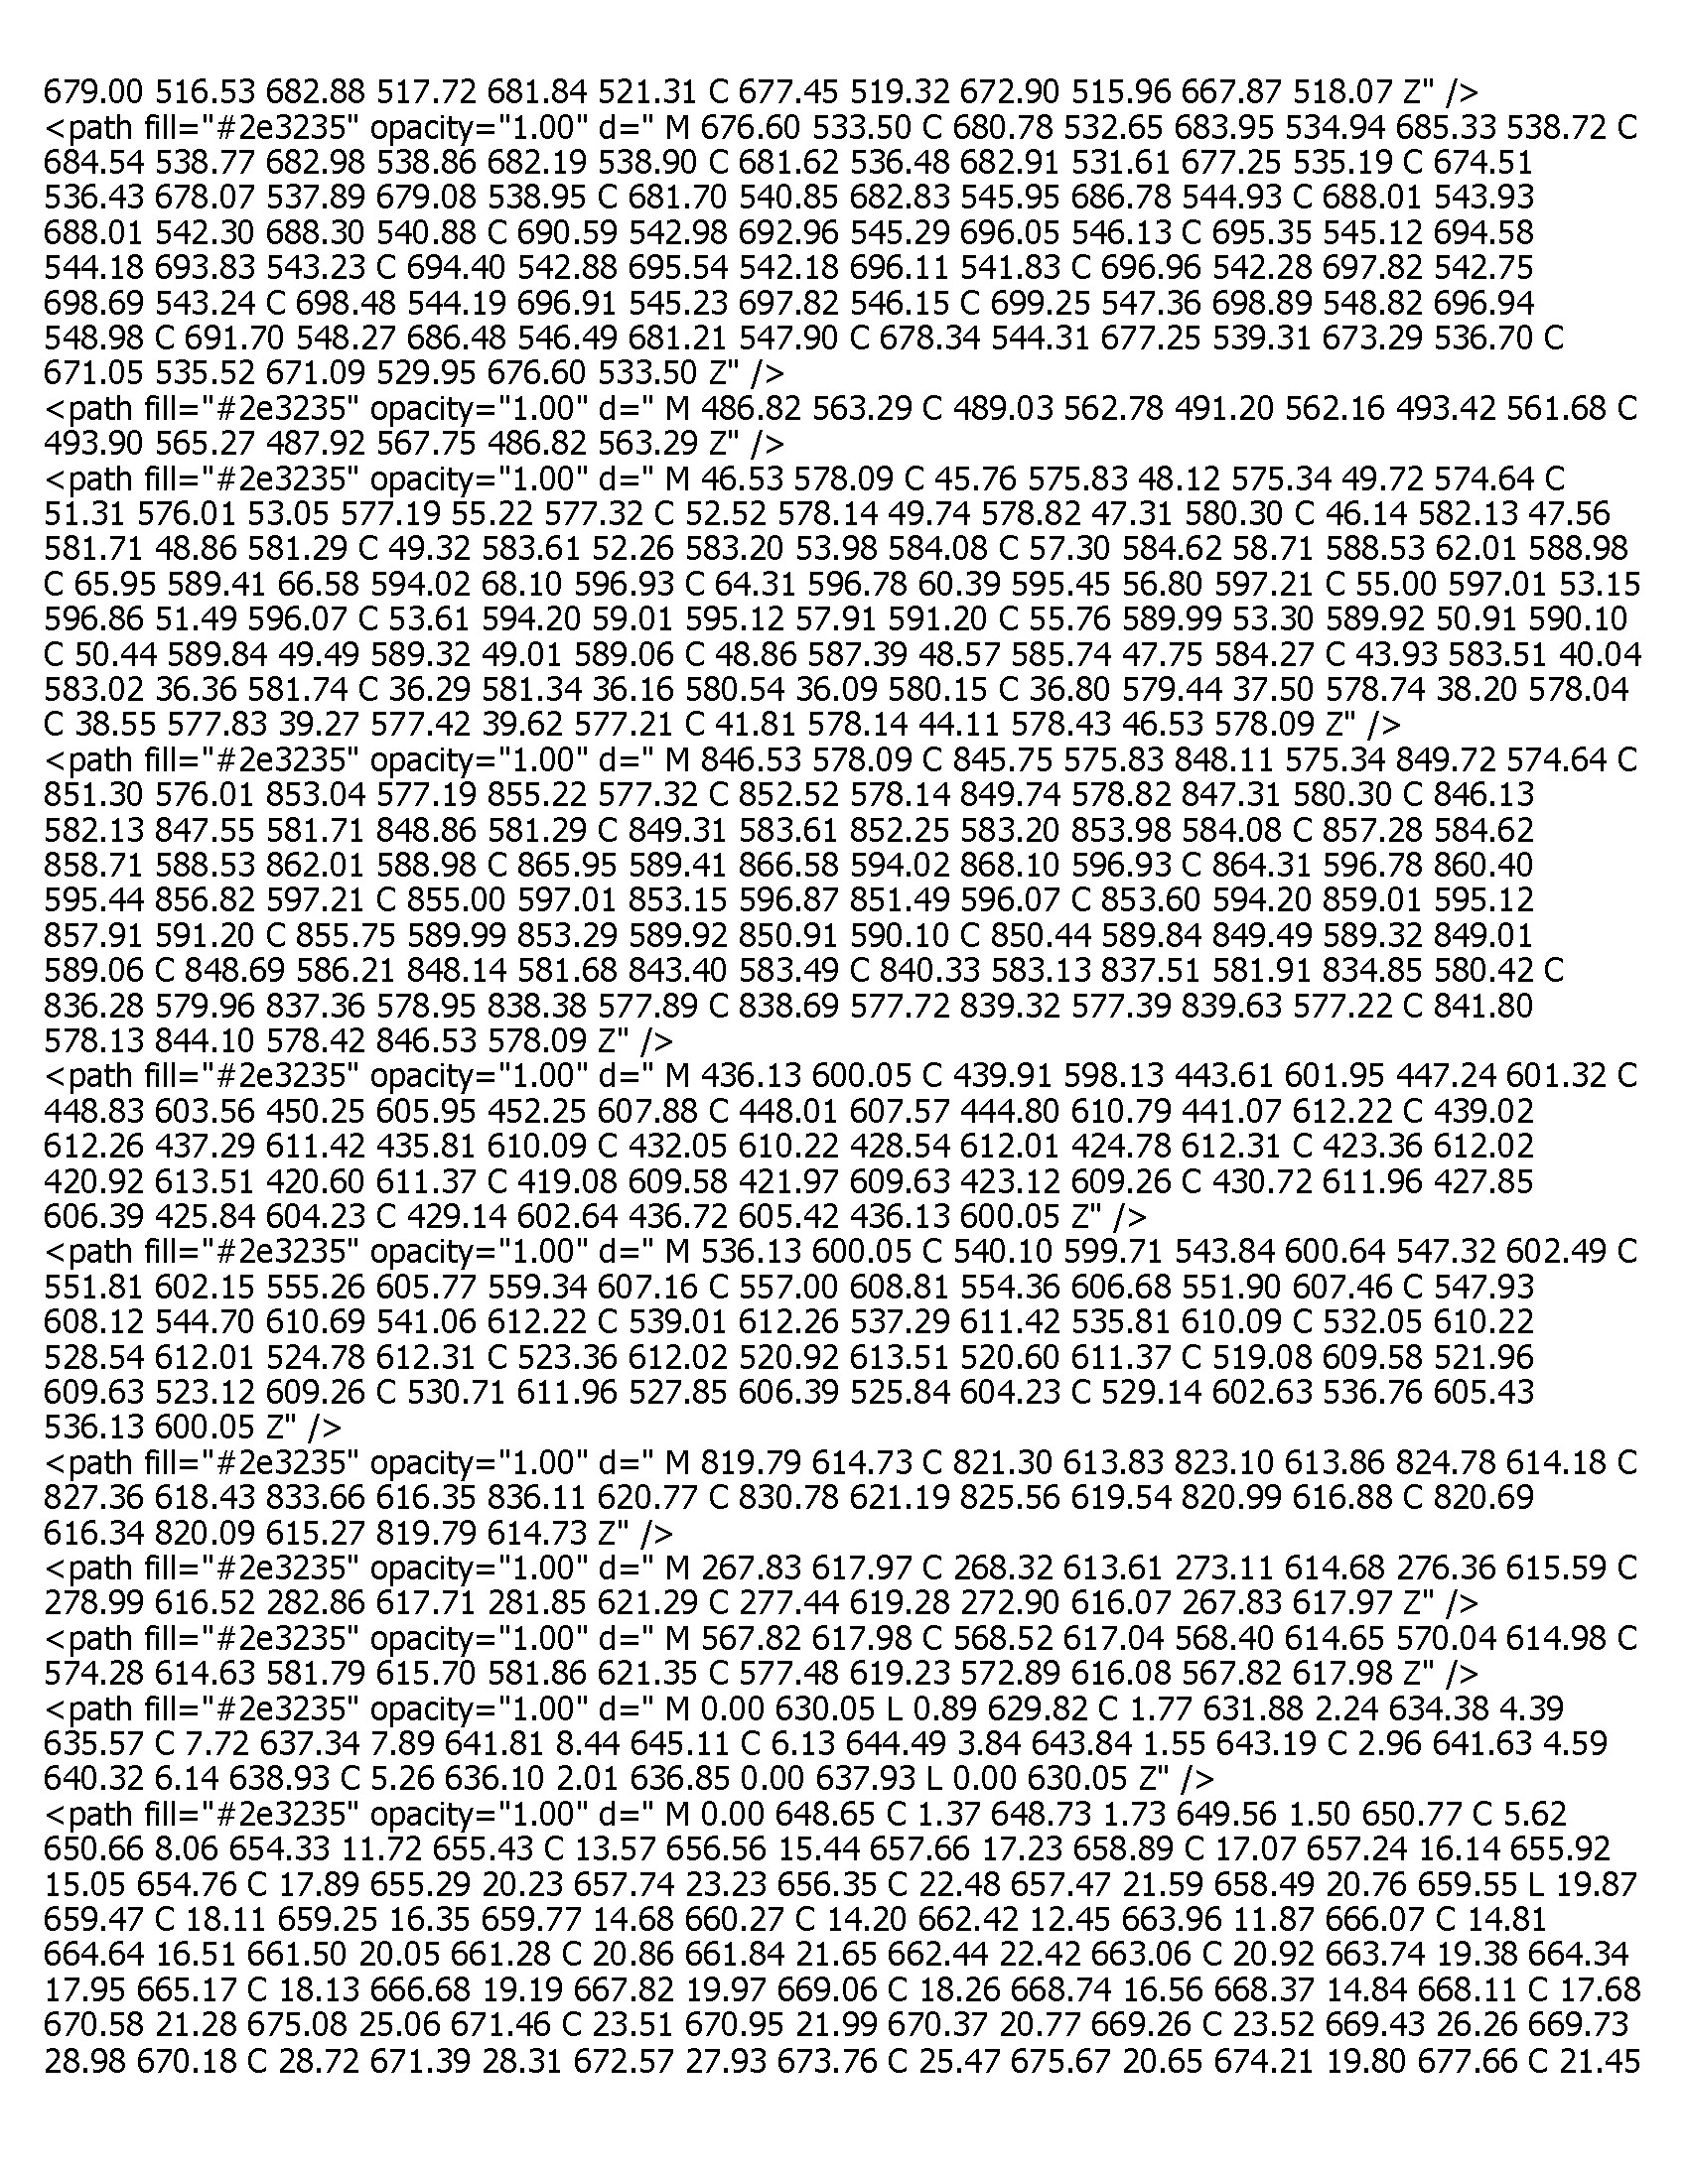 679.00 516.53 682.88 517.72 681.84 521.31 C 677.45 519.32 672.90 515.96 667.87 518.07 Z" />
<path fill="#2e3235" opacity="1.00" d=" M 676.60 533.50 C 680.78 532.65 683.95 534.94 685.33 538.72 C
684.54 538.77 682.98 538.86 682.19 538.90 C 681.62 536.48 682.91 531.61 677.25 535.19 C 674.51
536.43 678.07 537.89 679.08 538.95 C 681.70 540.85 682.83 545.95 686.78 544.93 C 688.01 543.93
688.01 542.30 688.30 540.88 C 690.59 542.98 692.96 545.29 696.05 546.13 C 695.35 545.12 694.58
544.18 693.83 543.23 C 694.40 542.88 695.54 542.18 696.11 541.83 C 696.96 542.28 697.82 542.75
698.69 543.24 C 698.48 544.19 696.91 545.23 697.82 546.15 C 699.25 547.36 698.89 548.82 696.94
548.98 C 691.70 548.27 686.48 546.49 681.21 547.90 C 678.34 544.31 677.25 539.31 673.29 536.70 C
671.05 535.52 671.09 529.95 676.60 533.50 Z" />
<path fill="#2e3235" opacity="1.00" d=" M 486.82 563.29 C 489.03 562.78 491.20 562.16 493.42 561.68 C
493.90 565.27 487.92 567.75 486.82 563.29 Z" />
<path fill="#2e3235" opacity="1.00" d=" M 46.53 578.09 C 45.76 575.83 48.12 575.34 49.72 574.64 C
51.31 576.01 53.05 577.19 55.22 577.32 C 52.52 578.14 49.74 578.82 47.31 580.30 C 46.14 582.13 47.56
581.71 48.86 581.29 C 49.32 583.61 52.26 583.20 53.98 584.08 C 57.30 584.62 58.71 588.53 62.01 588.98
C 65.95 589.41 66.58 594.02 68.10 596.93 C 64.31 596.78 60.39 595.45 56.80 597.21 C 55.00 597.01 53.15
596.86 51.49 596.07 C 53.61 594.20 59.01 595.12 57.91 591.20 C 55.76 589.99 53.30 589.92 50.91 590.10
C 50.44 589.84 49.49 589.32 49.01 589.06 C 48.86 587.39 48.57 585.74 47.75 584.27 C 43.93 583.51 40.04
583.02 36.36 581.74 C 36.29 581.34 36.16 580.54 36.09 580.15 C 36.80 579.44 37.50 578.74 38.20 578.04
C 38.55 577.83 39.27 577.42 39.62 577.21 C 41.81 578.14 44.11 578.43 46.53 578.09 Z" />
<path fill="#2e3235" opacity="1.00" d=" M 846.53 578.09 C 845.75 575.83 848.11 575.34 849.72 574.64 C
851.30 576.01 853.04 577.19 855.22 577.32 C 852.52 578.14 849.74 578.82 847.31 580.30 C 846.13
582.13 847.55 581.71 848.86 581.29 C 849.31 583.61 852.25 583.20 853.98 584.08 C 857.28 584.62
858.71 588.53 862.01 588.98 C 865.95 589.41 866.58 594.02 868.10 596.93 C 864.31 596.78 860.40
595.44 856.82 597.21 C 855.00 597.01 853.15 596.87 851.49 596.07 C 853.60 594.20 859.01 595.12
857.91 591.20 C 855.75 589.99 853.29 589.92 850.91 590.10 C 850.44 589.84 849.49 589.32 849.01
589.06 C 848.69 586.21 848.14 581.68 843.40 583.49 C 840.33 583.13 837.51 581.91 834.85 580.42 C
836.28 579.96 837.36 578.95 838.38 577.89 C 838.69 577.72 839.32 577.39 839.63 577.22 C 841.80
578.13 844.10 578.42 846.53 578.09 Z" />
<path fill="#2e3235" opacity="1.00" d=" M 436.13 600.05 C 439.91 598.13 443.61 601.95 447.24 601.32 C
448.83 603.56 450.25 605.95 452.25 607.88 C 448.01 607.57 444.80 610.79 441.07 612.22 C 439.02
612.26 437.29 611.42 435.81 610.09 C 432.05 610.22 428.54 612.01 424.78 612.31 C 423.36 612.02
420.92 613.51 420.60 611.37 C 419.08 609.58 421.97 609.63 423.12 609.26 C 430.72 611.96 427.85
606.39 425.84 604.23 C 429.14 602.64 436.72 605.42 436.13 600.05 Z" />
<path fill="#2e3235" opacity="1.00" d=" M 536.13 600.05 C 540.10 599.71 543.84 600.64 547.32 602.49 C
551.81 602.15 555.26 605.77 559.34 607.16 C 557.00 608.81 554.36 606.68 551.90 607.46 C 547.93
608.12 544.70 610.69 541.06 612.22 C 539.01 612.26 537.29 611.42 535.81 610.09 C 532.05 610.22
528.54 612.01 524.78 612.31 C 523.36 612.02 520.92 613.51 520.60 611.37 C 519.08 609.58 521.96
609.63 523.12 609.26 C 530.71 611.96 527.85 606.39 525.84 604.23 C 529.14 602.63 536.76 605.43
536.13 600.05 Z" />
<path fill="#2e3235" opacity="1.00" d=" M 819.79 614.73 C 821.30 613.83 823.10 613.86 824.78 614.18 C
827.36 618.43 833.66 616.35 836.11 620.77 C 830.78 621.19 825.56 619.54 820.99 616.88 C 820.69
616.34 820.09 615.27 819.79 614.73 Z" />
<path fill="#2e3235" opacity="1.00" d=" M 267.83 617.97 C 268.32 613.61 273.11 614.68 276.36 615.59 C
278.99 616.52 282.86 617.71 281.85 621.29 C 277.44 619.28 272.90 616.07 267.83 617.97 Z" />
<path fill="#2e3235" opacity="1.00" d=" M 567.82 617.98 C 568.52 617.04 568.40 614.65 570.04 614.98 C
574.28 614.63 581.79 615.70 581.86 621.35 C 577.48 619.23 572.89 616.08 567.82 617.98 Z" />
<path fill="#2e3235" opacity="1.00" d=" M 0.00 630.05 L 0.89 629.82 C 1.77 631.88 2.24 634.38 4.39
635.57 C 7.72 637.34 7.89 641.81 8.44 645.11 C 6.13 644.49 3.84 643.84 1.55 643.19 C 2.96 641.63 4.59
640.32 6.14 638.93 C 5.26 636.10 2.01 636.85 0.00 637.93 L 0.00 630.05 Z" />
<path fill="#2e3235" opacity="1.00" d=" M 0.00 648.65 C 1.37 648.73 1.73 649.56 1.50 650.77 C 5.62
650.66 8.06 654.33 11.72 655.43 C 13.57 656.56 15.44 657.66 17.23 658.89 C 17.07 657.24 16.14 655.92
15.05 654.76 C 17.89 655.29 20.23 657.74 23.23 656.35 C 22.48 657.47 21.59 658.49 20.76 659.55 L 19.87
659.47 C 18.11 659.25 16.35 659.77 14.68 660.27 C 14.20 662.42 12.45 663.96 11.87 666.07 C 14.81
664.64 16.51 661.50 20.05 661.28 C 20.86 661.84 21.65 662.44 22.42 663.06 C 20.92 663.74 19.38 664.34
17.95 665.17 C 18.13 666.68 19.19 667.82 19.97 669.06 C 18.26 668.74 16.56 668.37 14.84 668.11 C 17.68
670.58 21.28 675.08 25.06 671.46 C 23.51 670.95 21.99 670.37 20.77 669.26 C 23.52 669.43 26.26 669.73
28.98 670.18 C 28.72 671.39 28.31 672.57 27.93 673.76 C 25.47 675.67 20.65 674.21 19.80 677.66 C 21.45